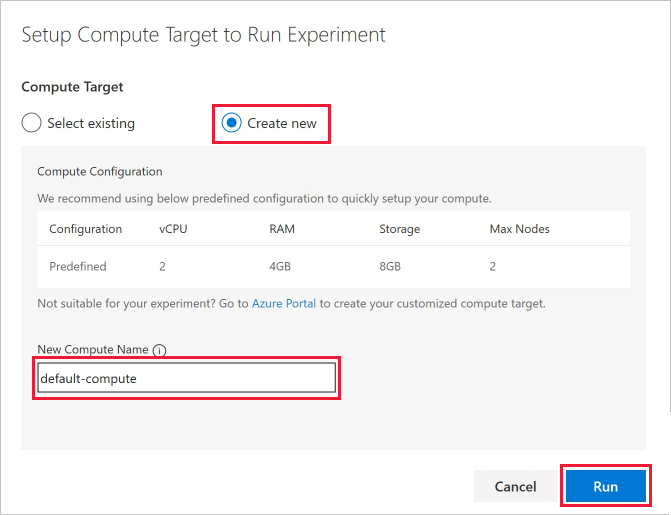 Setup Compute Target to Run Experiment
Compute Target
Select existing Create new
Compute Configuration
We recommend using below predefined configuration to quickly setup your compute.
Configuration vCPU RAM Storage Max Nodes
Predefined 2 4GB 8GB 2
Not suitable for your experiment? Go to Azure Portal to create your customized compute target.
New Compute Name
default-compute
Cancel Run